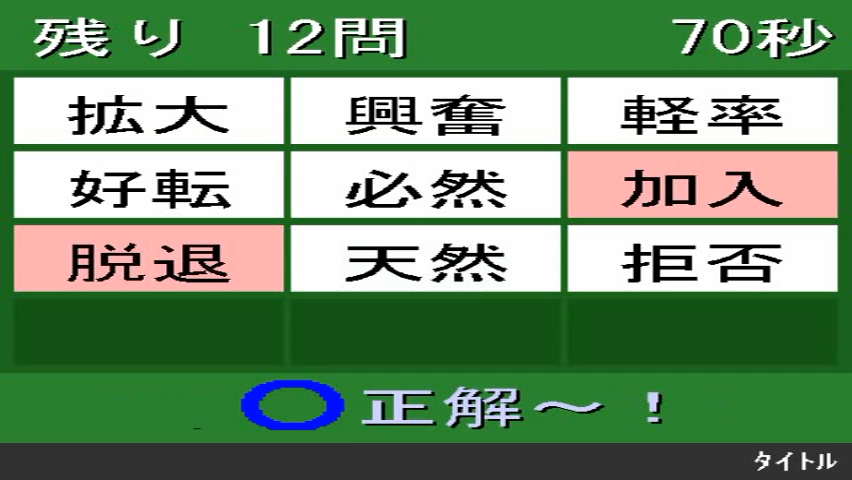 残り 12問 70秒
拡大 興奮 軽率
好転 必然 加入
脱退 天然 拒否
正解～！
タイトル